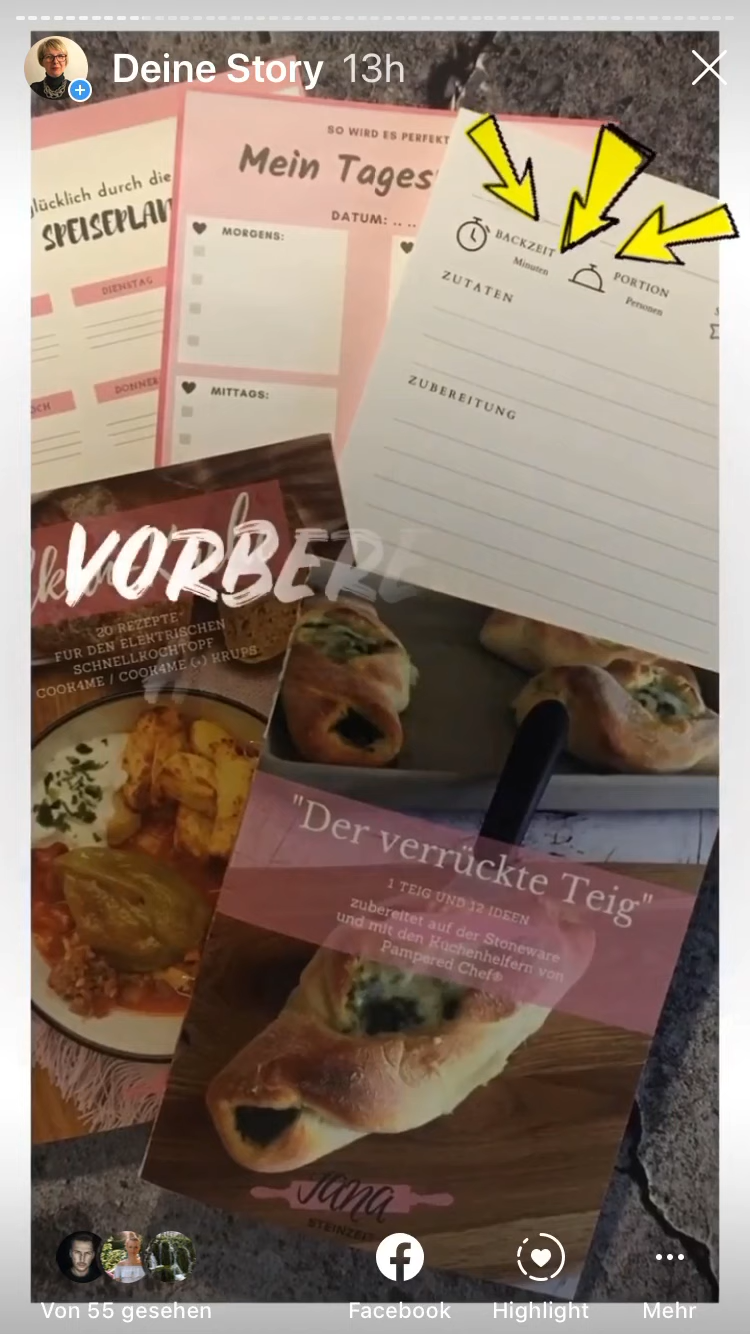 Deine Story 13h
SO WIRD ES PERFEKT
Mein Tages
DATUM: .. ..
MORGENS:
MITTAGS:
glücklich durch die
SPEISEPLAN
DIENSTAG
BACKZEIT
Minuten
PORTION
Personen
ZUTATEN
ZUBEREITUNG
VORBERE
20 REZEPTE
FÜR DEN ELEKTRISCHEN
SCHNELLKOCHTOPF
COOK4ME / COOK4ME (+) KRUPS
"Der verrückte Teig"
1 TEIG UND 12 IDEEN
zubereitet auf der Stoneware
und mit den Küchenhelfern von
Pampered Chef®
JANA
Von 55 gesehen
Facebook
Highlight
Mehr